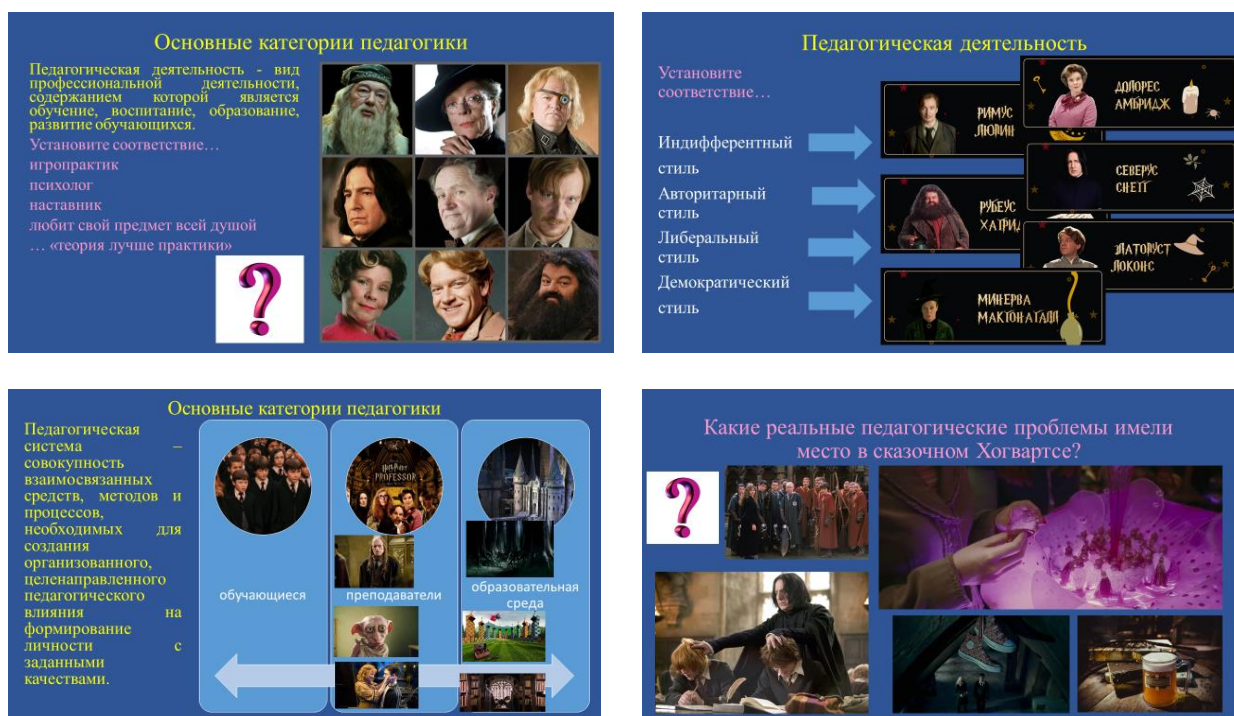 Основные категории педагогики
Педагогическая деятельность - вид
профессиональной деятельности,
содержанием которой является
обучение, воспитание, образование,
развитие обучающихся.
Установите соответствие…
игропрактик
психолог
наставник
любит свой предмет всей душой
… «теория лучше практики»
Педагогическая деятельность
Установите
соответствие…
Индифферентный
стиль
Авторитарный
стиль
Либеральный
стиль
Демократический
стиль
РИМУС
ЛЮПИН
ДОЛОРЕС
АМБРИДЖ
СЕВЕРУС
СНЕГГ
РУБЕУС
ХАГРИД
ЗЛАТОПУСТ
ЛОКОНС
МИНЕРВА
МАКГОНАГАЛЛ
Основные категории педагогики
Педагогическая
система –
совокупность
взаимосвязанных
средств, методов и
процессов,
необходимых для
создания
организованного,
целенаправленного
педагогического
влияния на
формирование
личности с
заданными
качествами.
обучающиеся
PROFESSOR
преподаватели
образовательная
среда
Какие реальные педагогические проблемы имели
место в сказочном Хогвартсе?